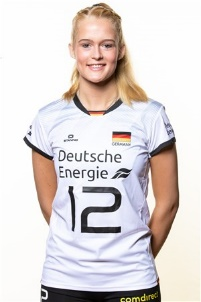 GERMANY
Deutsche
Energie
12
comdirect